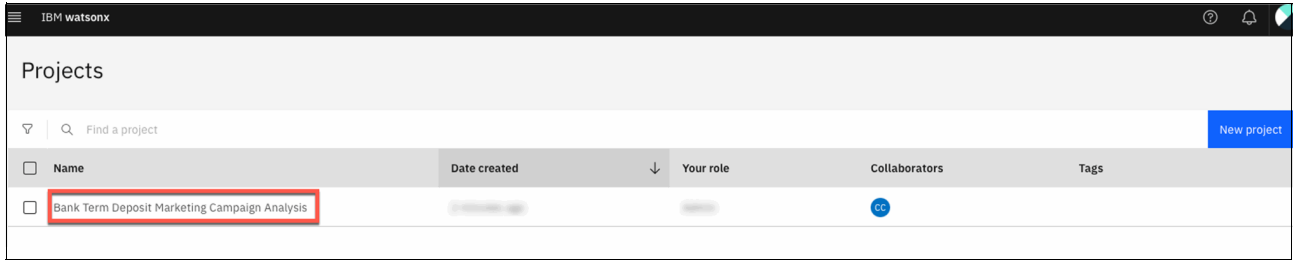 IBM watsonx
Projects
Find a project
New project
Name Date created Your role Collaborators Tags
Bank Term Deposit Marketing Campaign Analysis CC